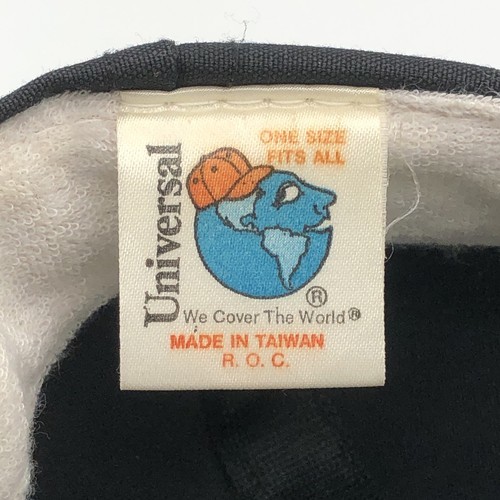 Universal
ONE SIZE
FITS ALL
®
We Cover The World®
MADE IN TAIWAN
R. O. C.